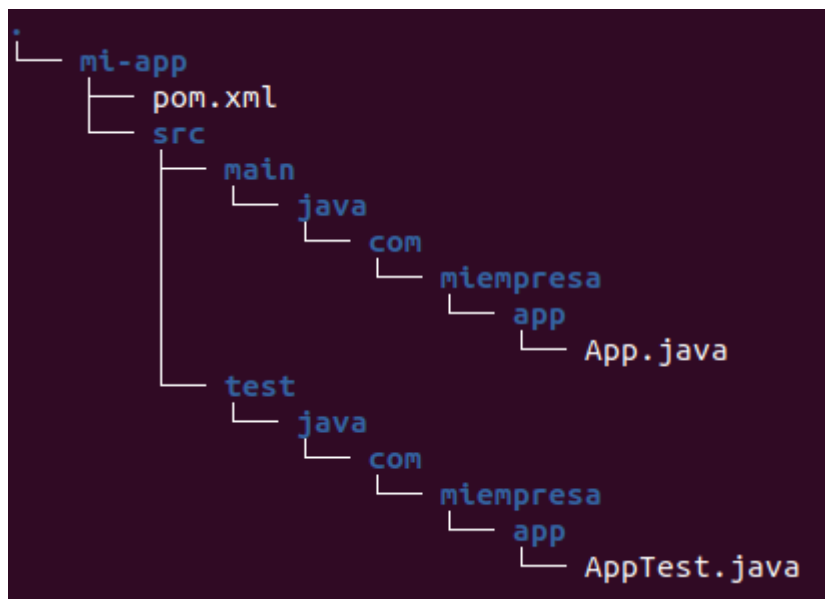 .
mi-app
pom.xml
src
main
java
com
miempresa
app
App.java
test
java
com
miempresa
app
AppTest.java